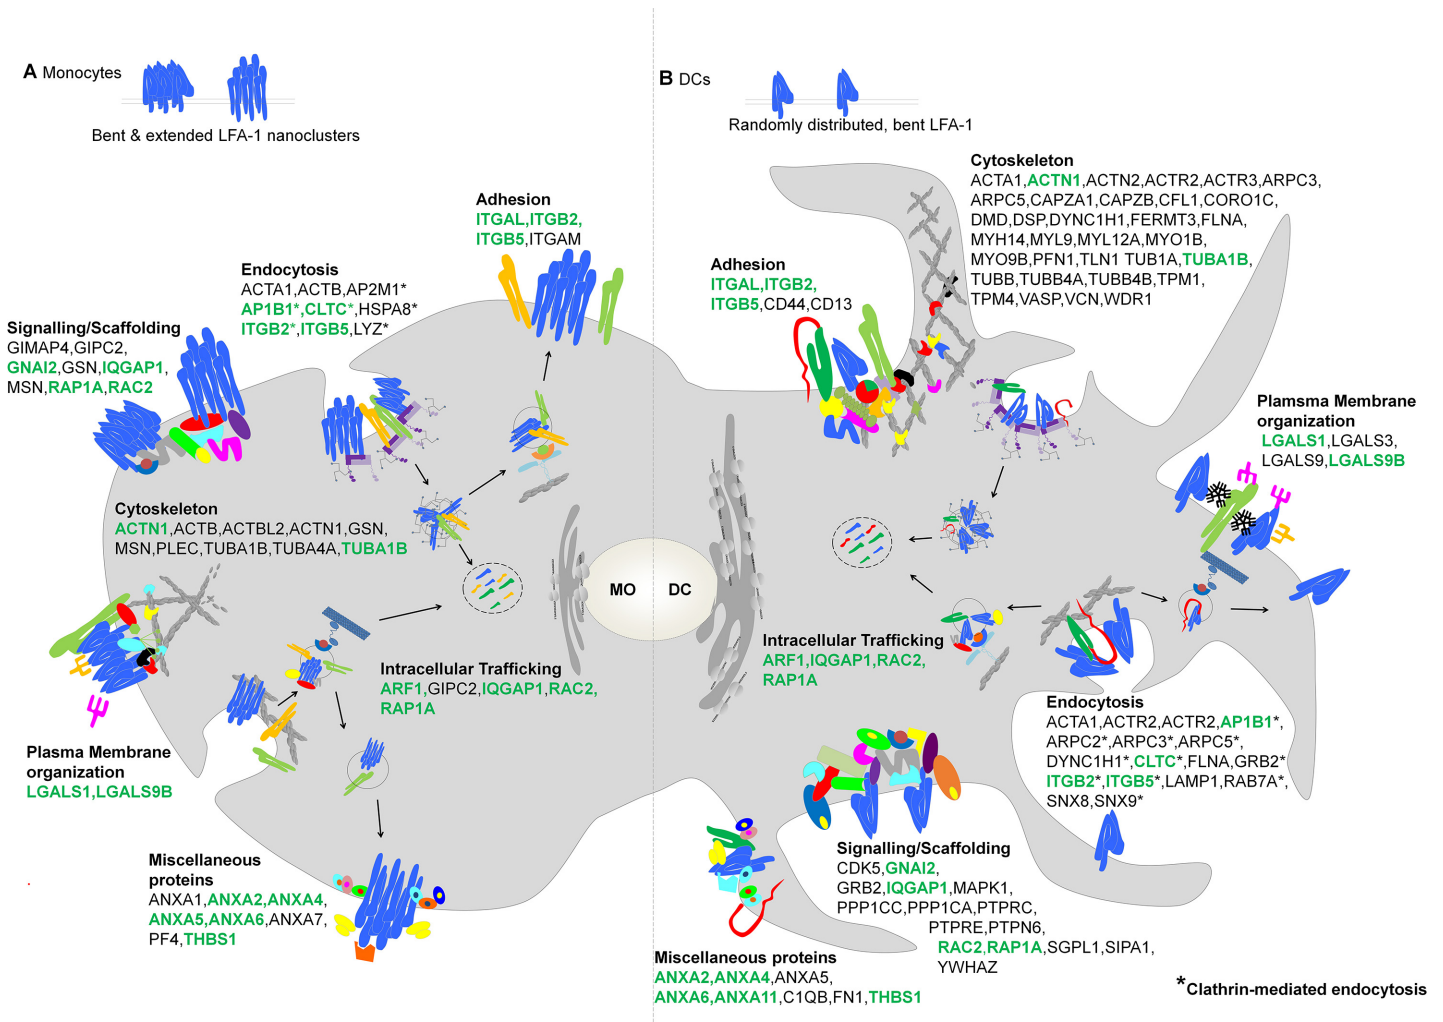 A Monocytes
Bent & extended LFA-1 nanoclusters
Adhesion
ITGAL,ITGB2,
ITGB5,ITGAM
Endocytosis
ACTA1,ACTB,AP2M1*
AP1B1*,CLTC*,HSPA8*
ITGB2*,ITGB5,LYZ*
Signalling/Scaffolding
GIMAP4,GIPC2,
GNAI2,GSN,IQGAP1,
MSN,RAP1A,RAC2
Cytoskeleton
ACTN1,ACTB,ACTBL2,ACTN1,GSN,
MSN,PLEC,TUBA1B,TUBA4A,TUBA1B
Intracellular Trafficking
ARF1,GIPC2,IQGAP1,RAC2,
RAP1A
Plasma Membrane
organization
LGALS1,LGALS9B
Miscellaneous
proteins
ANXA1,ANXA2,ANXA4,
ANXA5,ANXA6,ANXA7,
PF4,THBS1
MO
DC
B DCs
Randomly distributed, bent LFA-1
Cytoskeleton
ACTA1,ACTN1,ACTN2,ACTR2,ACTR3,ARPC3,
ARPC5,CAPZA1,CAPZB,CFL1,CORO1C,
DMD,DSP,DYNC1H1,FERMT3,FLNA,
MYH14,MYL9,MYL12A,MYO1B,
MYO9B,PFN1,TLN1 TUB1A,TUBA1B,
TUBB,TUBB4A,TUBB4B,TPM1,
TPM4,VASP,VCN,WDR1
Adhesion
ITGAL,ITGB2,
ITGB5,CD44,CD13
Plamsma Membrane
organization
LGALS1,LGALS3,
LGALS9,LGALS9B
Intracellular Trafficking
ARF1,IQGAP1,RAC2,
RAP1A
Endocytosis
ACTA1,ACTR2,ACTR2,AP1B1*,
ARPC2*,ARPC3*,ARPC5*,
DYNC1H1*,CLTC*,FLNA,GRB2*
ITGB2*,ITGB5*,LAMP1,RAB7A*,
SNX8,SNX9*
Signalling/Scaffolding
CDK5,GNAI2,
GRB2,IQGAP1,MAPK1,
PPP1CC,PPP1CA,PTPRC,
PTPRE,PTPN6,
RAC2,RAP1A,SGPL1,SIPA1,
YWHAZ
Miscellaneous proteins
ANXA2,ANXA4,ANXA5,
ANXA6,ANXA11,C1QB,FN1,THBS1
*Clathrin-mediated endocytosis